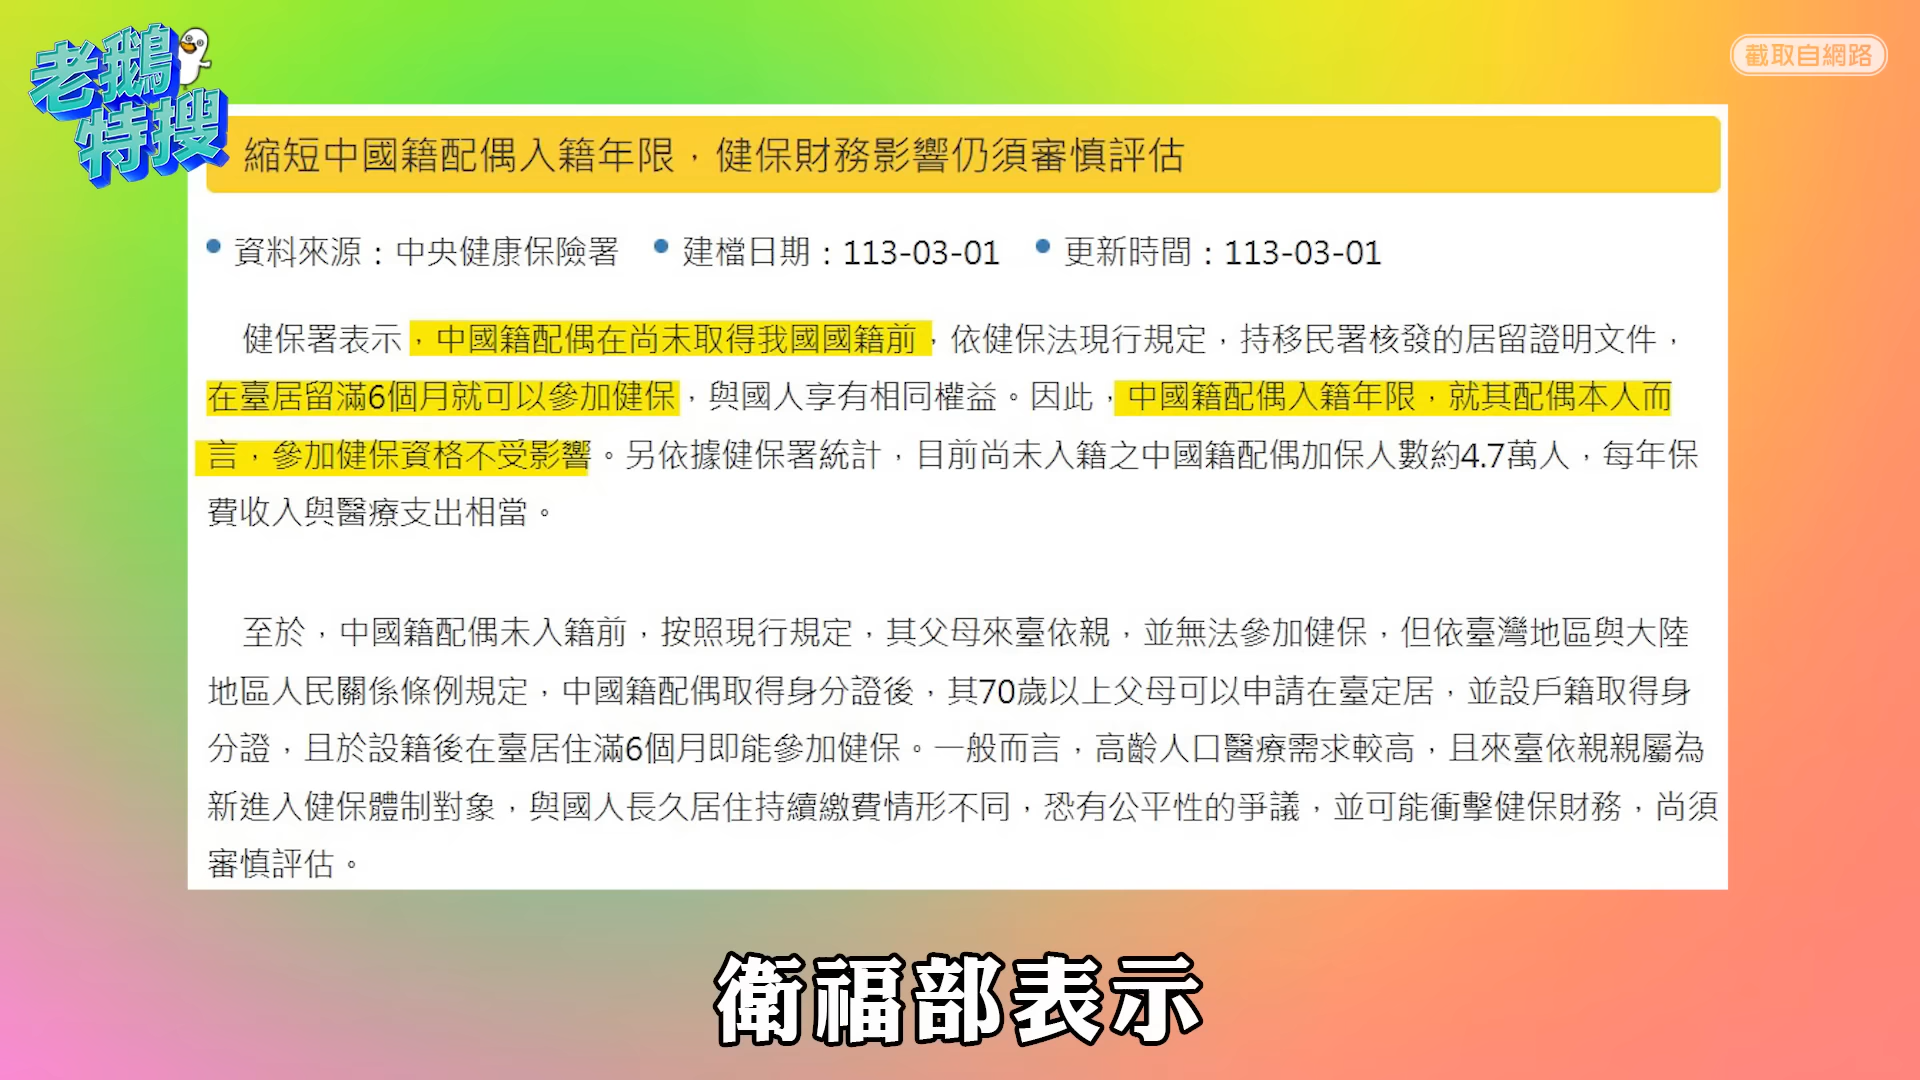 老鵝
特搜
截取自網路
縮短中國籍配偶入籍年限，健保財務影響仍須審慎評估
資料來源：中央健康保險署 建檔日期：113-03-01 更新時間：113-03-01
健保署表示，中國籍配偶在尚未取得我國國籍前，依健保法現行規定，持移民署核發的居留證明文件，
在臺居留滿6個月就可以參加健保，與國人享有相同權益。因此，中國籍配偶入籍年限，就其配偶本人而
言，參加健保資格不受影響。另依據健保署統計，目前尚未入籍之中國籍配偶加保人數約4.7萬人，每年保
費收入與醫療支出相當。
至於，中國籍配偶未入籍前，按照現行規定，其父母來臺依親，並無法參加健保，但依臺灣地區與大陸
地區人民關係條例規定，中國籍配偶取得身分證後，其70歲以上父母可以申請在臺定居，並設戶籍取得身
分證，且於設籍後在臺居住滿6個月即能參加健保。一般而言，高齡人口醫療需求較高，且來臺依親親屬為
新進入健保體制對象，與國人長久居住持續繳費情形不同，恐有公平性的爭議，並可能衝擊健保財務，尚須
審慎評估。
衛福部表示